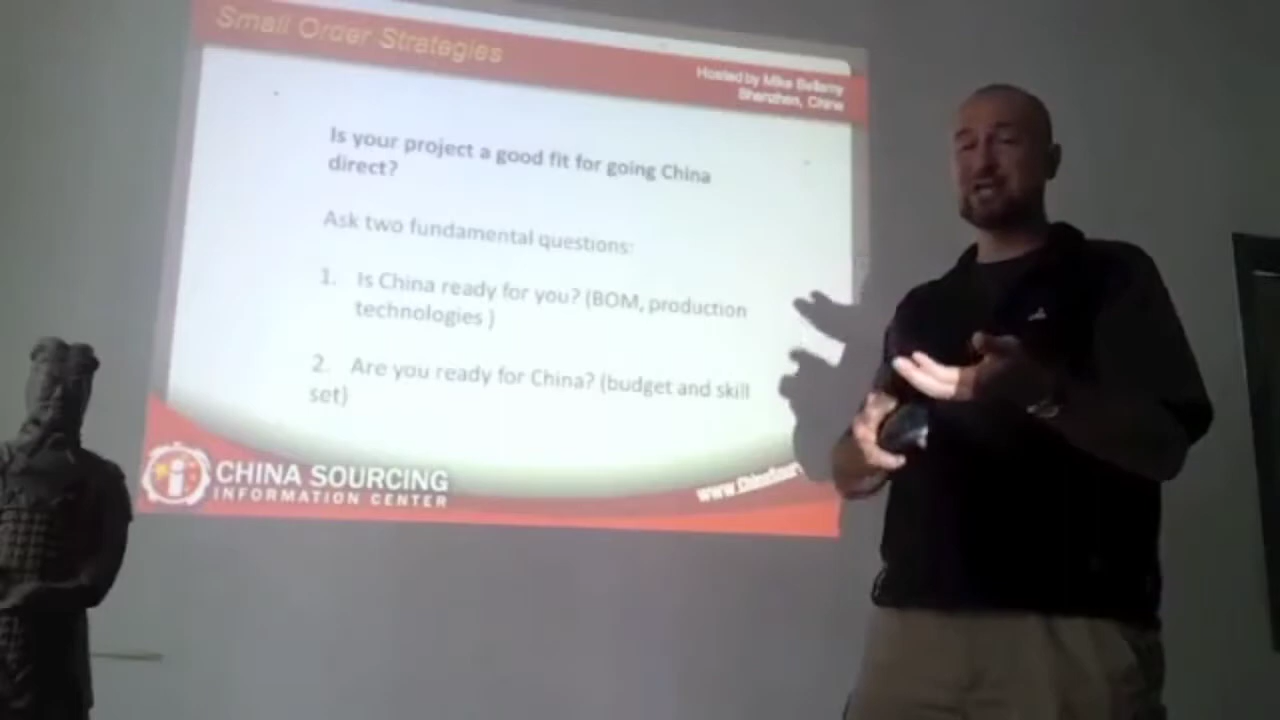 Small Order Strategies
Hosted by Mike Bellamy
Shenzhen, China
Is your project a good fit for going China
direct?
Ask two fundamental questions:
1. Is China ready for you? (BOM, production
technologies )
2. Are you ready for China? (budget and skill
set)
CHINA SOURCING
INFORMATION CENTER